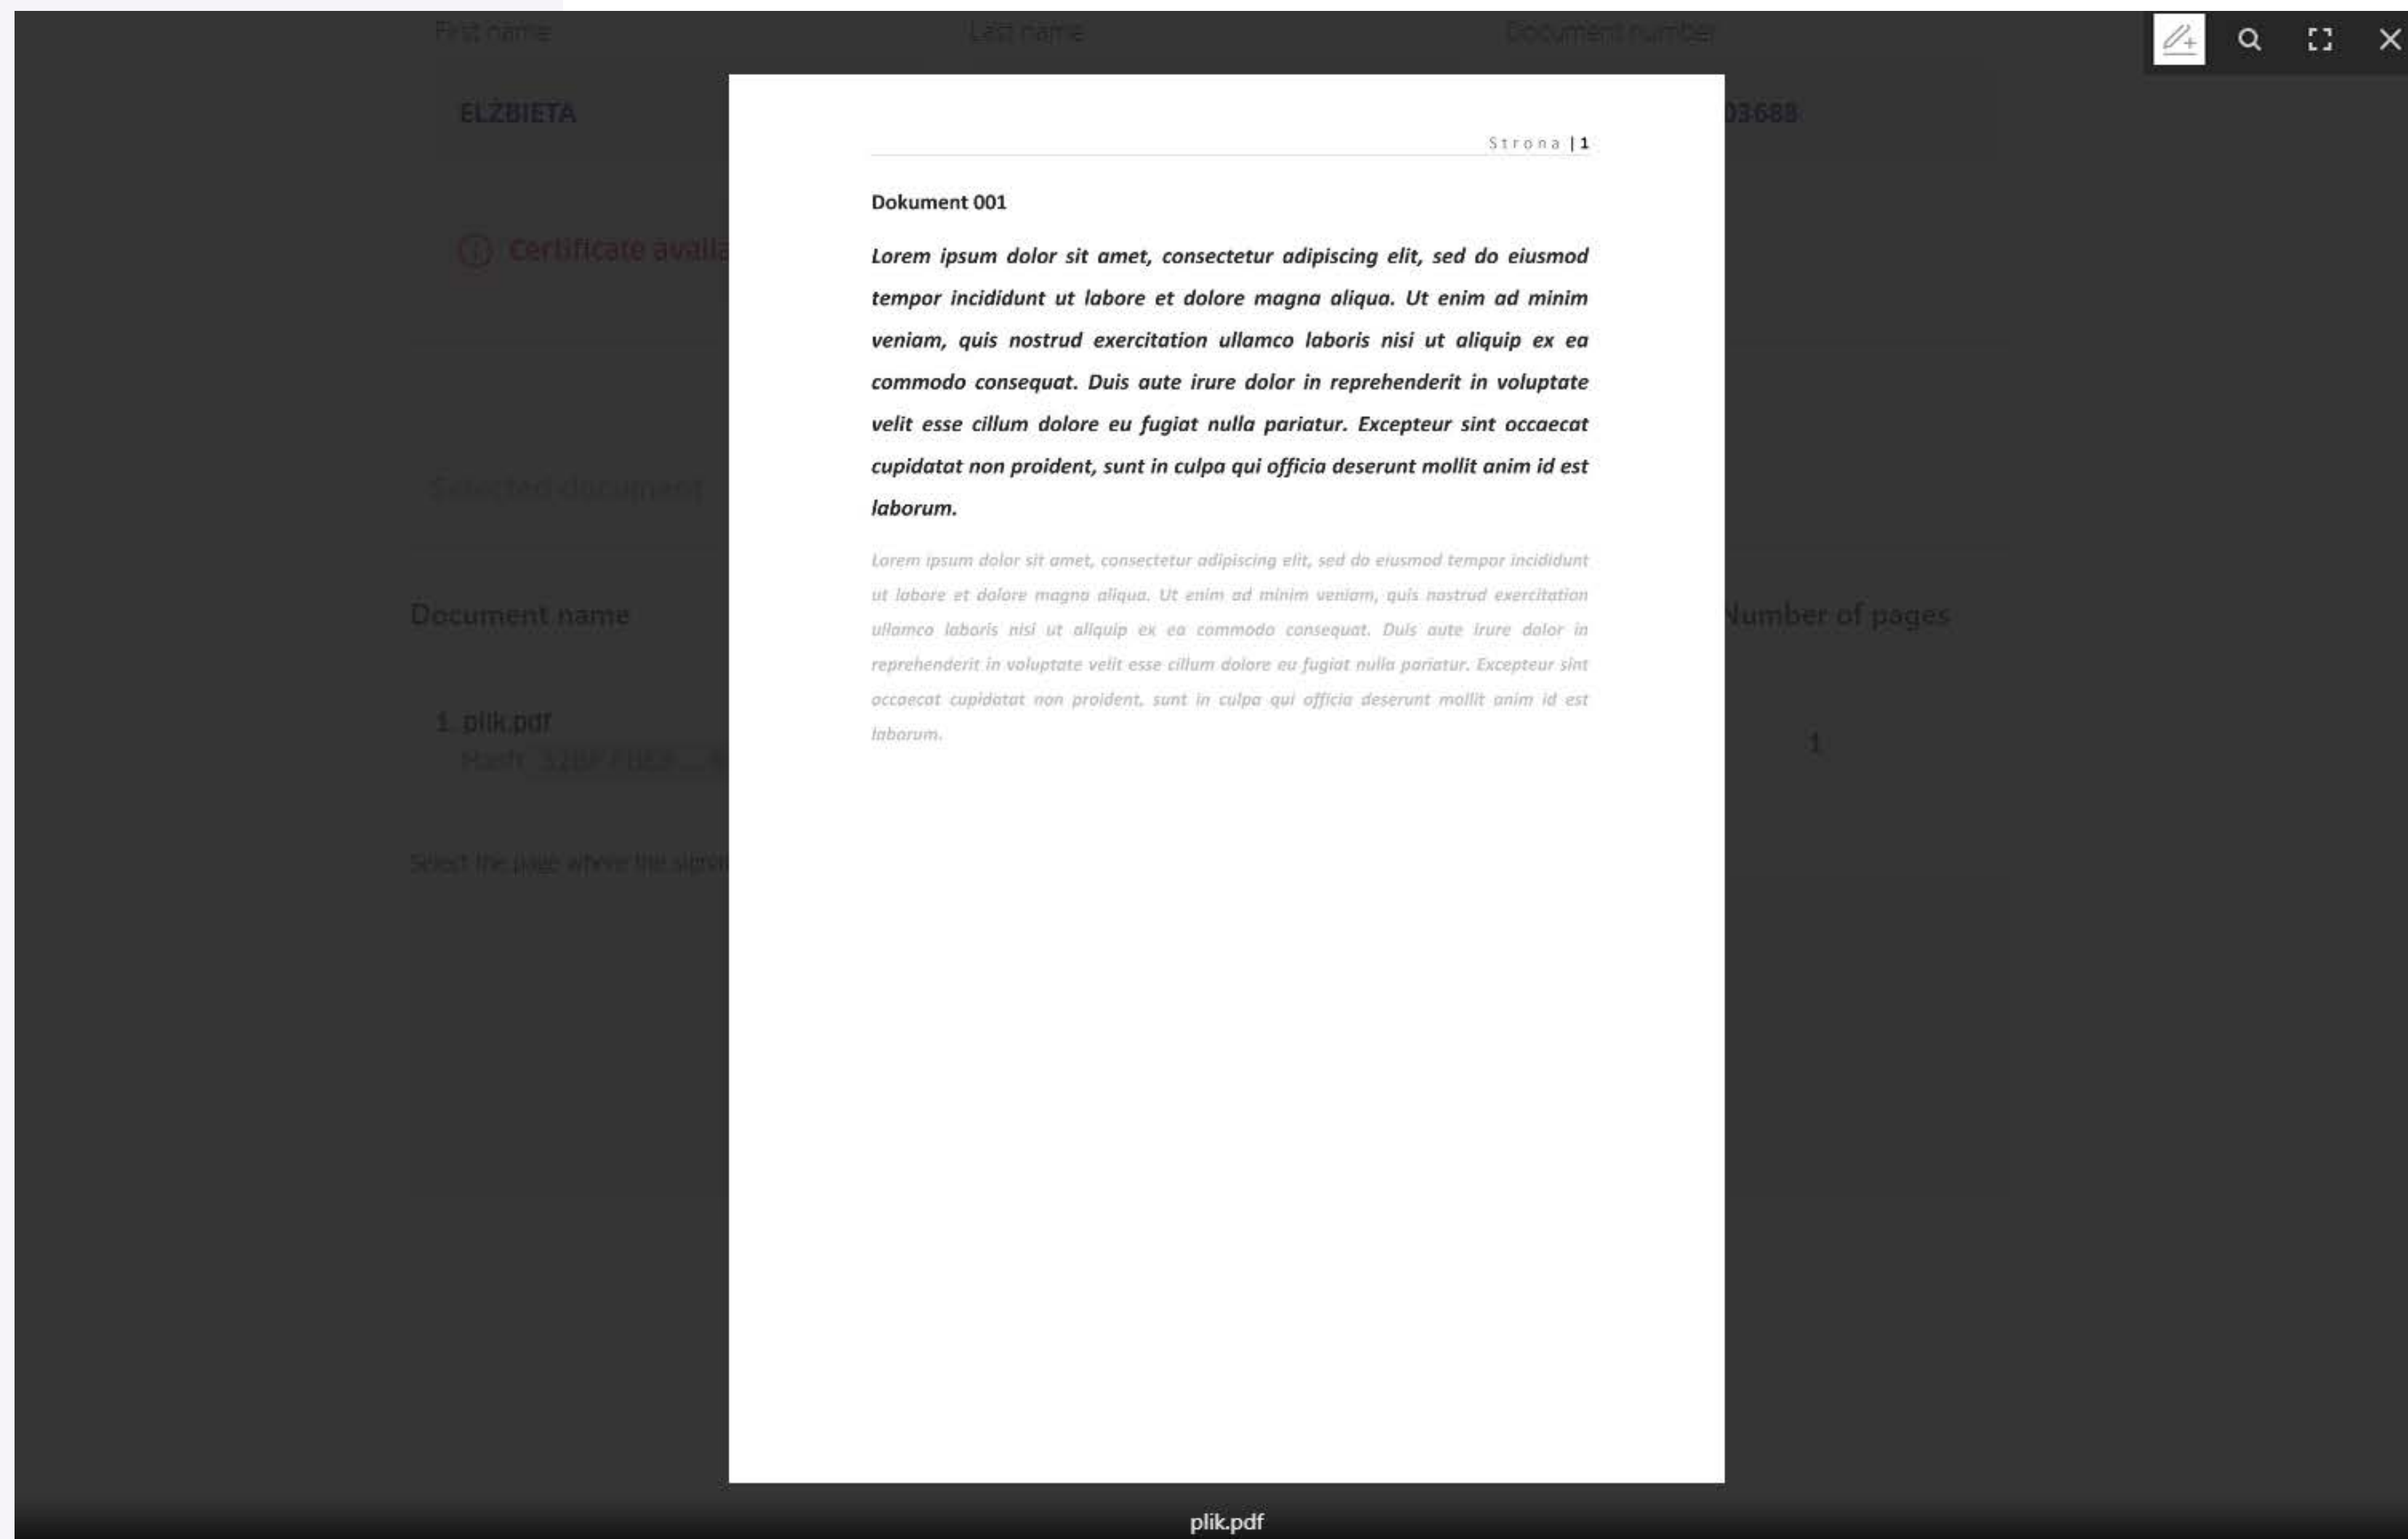 First name
Last name
Document number
ELŻBIETA
03688
Strona | 1
Dokument 001
Certificate availa
Lorem ipsum dolor sit amet, consectetur adipiscing elit, sed do eiusmod
tempor incididunt ut labore et dolore magna aliqua. Ut enim ad minim
veniam, quis nostrud exercitation ullamco laboris nisi ut aliquip ex ea
commodo consequat. Duis aute irure dolor in reprehenderit in voluptate
velit esse cillum dolore eu fugiat nulla pariatur. Excepteur sint occaecat
cupidatat non proident, sunt in culpa qui officia deserunt mollit anim id est
laborum.
Selected document
Lorem ipsum dolor sit amet, consectetur adipiscing elit, sed do eiusmod tempor incididunt
ut labore et dolore magna aliqua. Ut enim ad minim veniam, quis nostrud exercitation
ullamco laboris nisi ut aliquip ex ea commodo consequat. Duis aute irure dolor in
reprehenderit in voluptate velit esse cillum dolore eu fugiat nulla pariatur. Excepteur sint
occaecat cupidatat non proident, sunt in culpa qui officia deserunt mollit anim id est
laborum.
Document name
Number of pages
1. plik.pdf
1
Select the page where the
plik.pdf